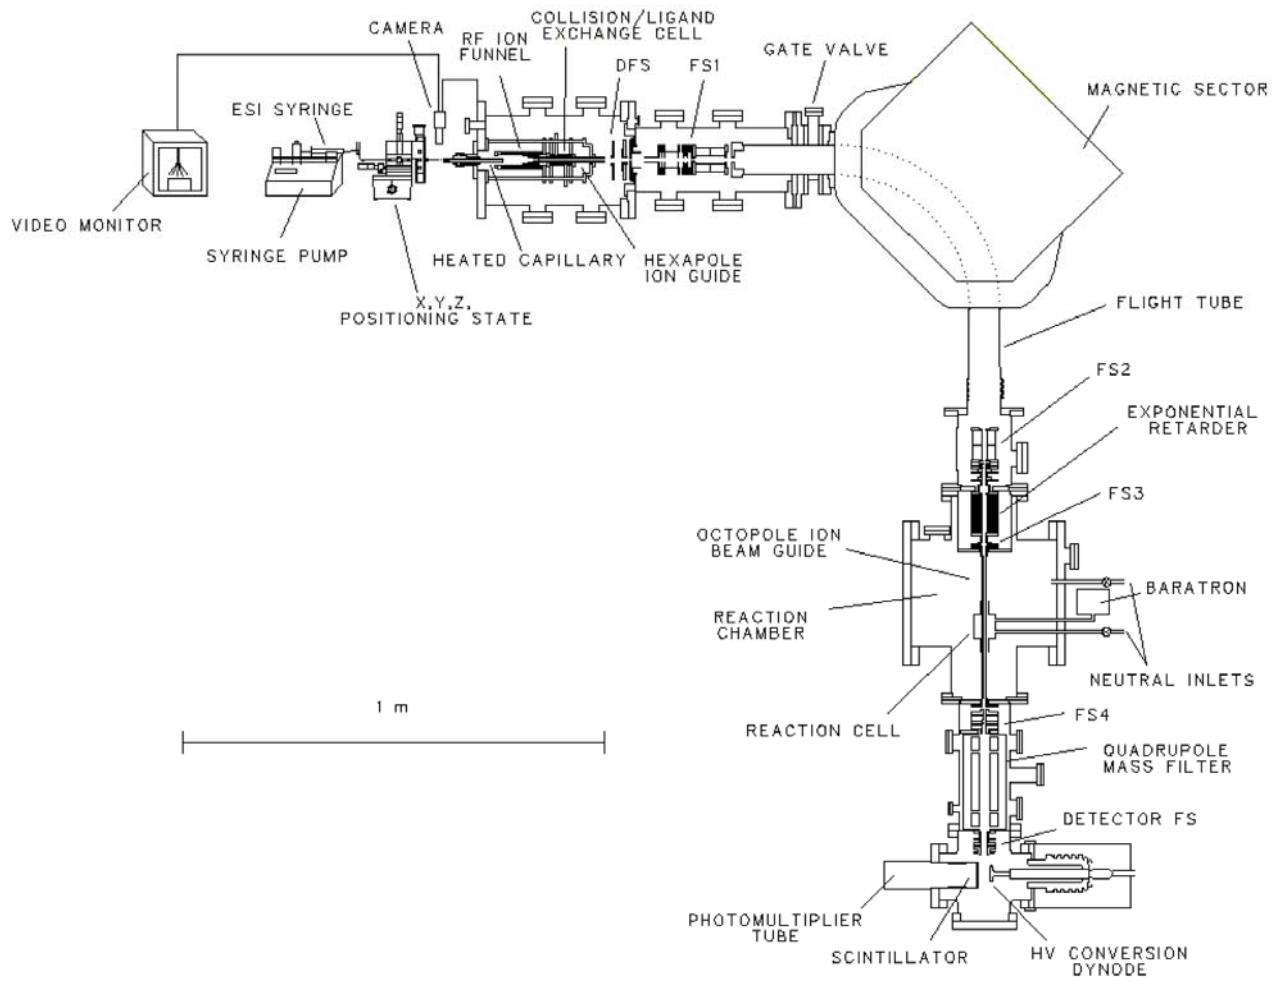 COLLISION/LIGAND
EXCHANGE CELL
CAMERA
RF ION
FUNNEL
DFS
FS1
GATE VALVE
MAGNETIC SECTOR
ESI SYRINGE
VIDEO MONITOR
SYRINGE PUMP
HEATED CAPILLARY
HEXAPOLE
ION GUIDE
X,Y,Z,
POSITIONING STATE
FLIGHT TUBE
FS2
EXPONENTIAL
RETARDER
FS3
OCTOPOLE ION
BEAM GUIDE
BARATRON
REACTION
CHAMBER
NEUTRAL INLETS
1 m
REACTION CELL
FS4
QUADRUPOLE
MASS FILTER
DETECTOR FS
PHOTOMULTIPLIER
TUBE
SCINTILLATOR
HV CONVERSION
DYNODE